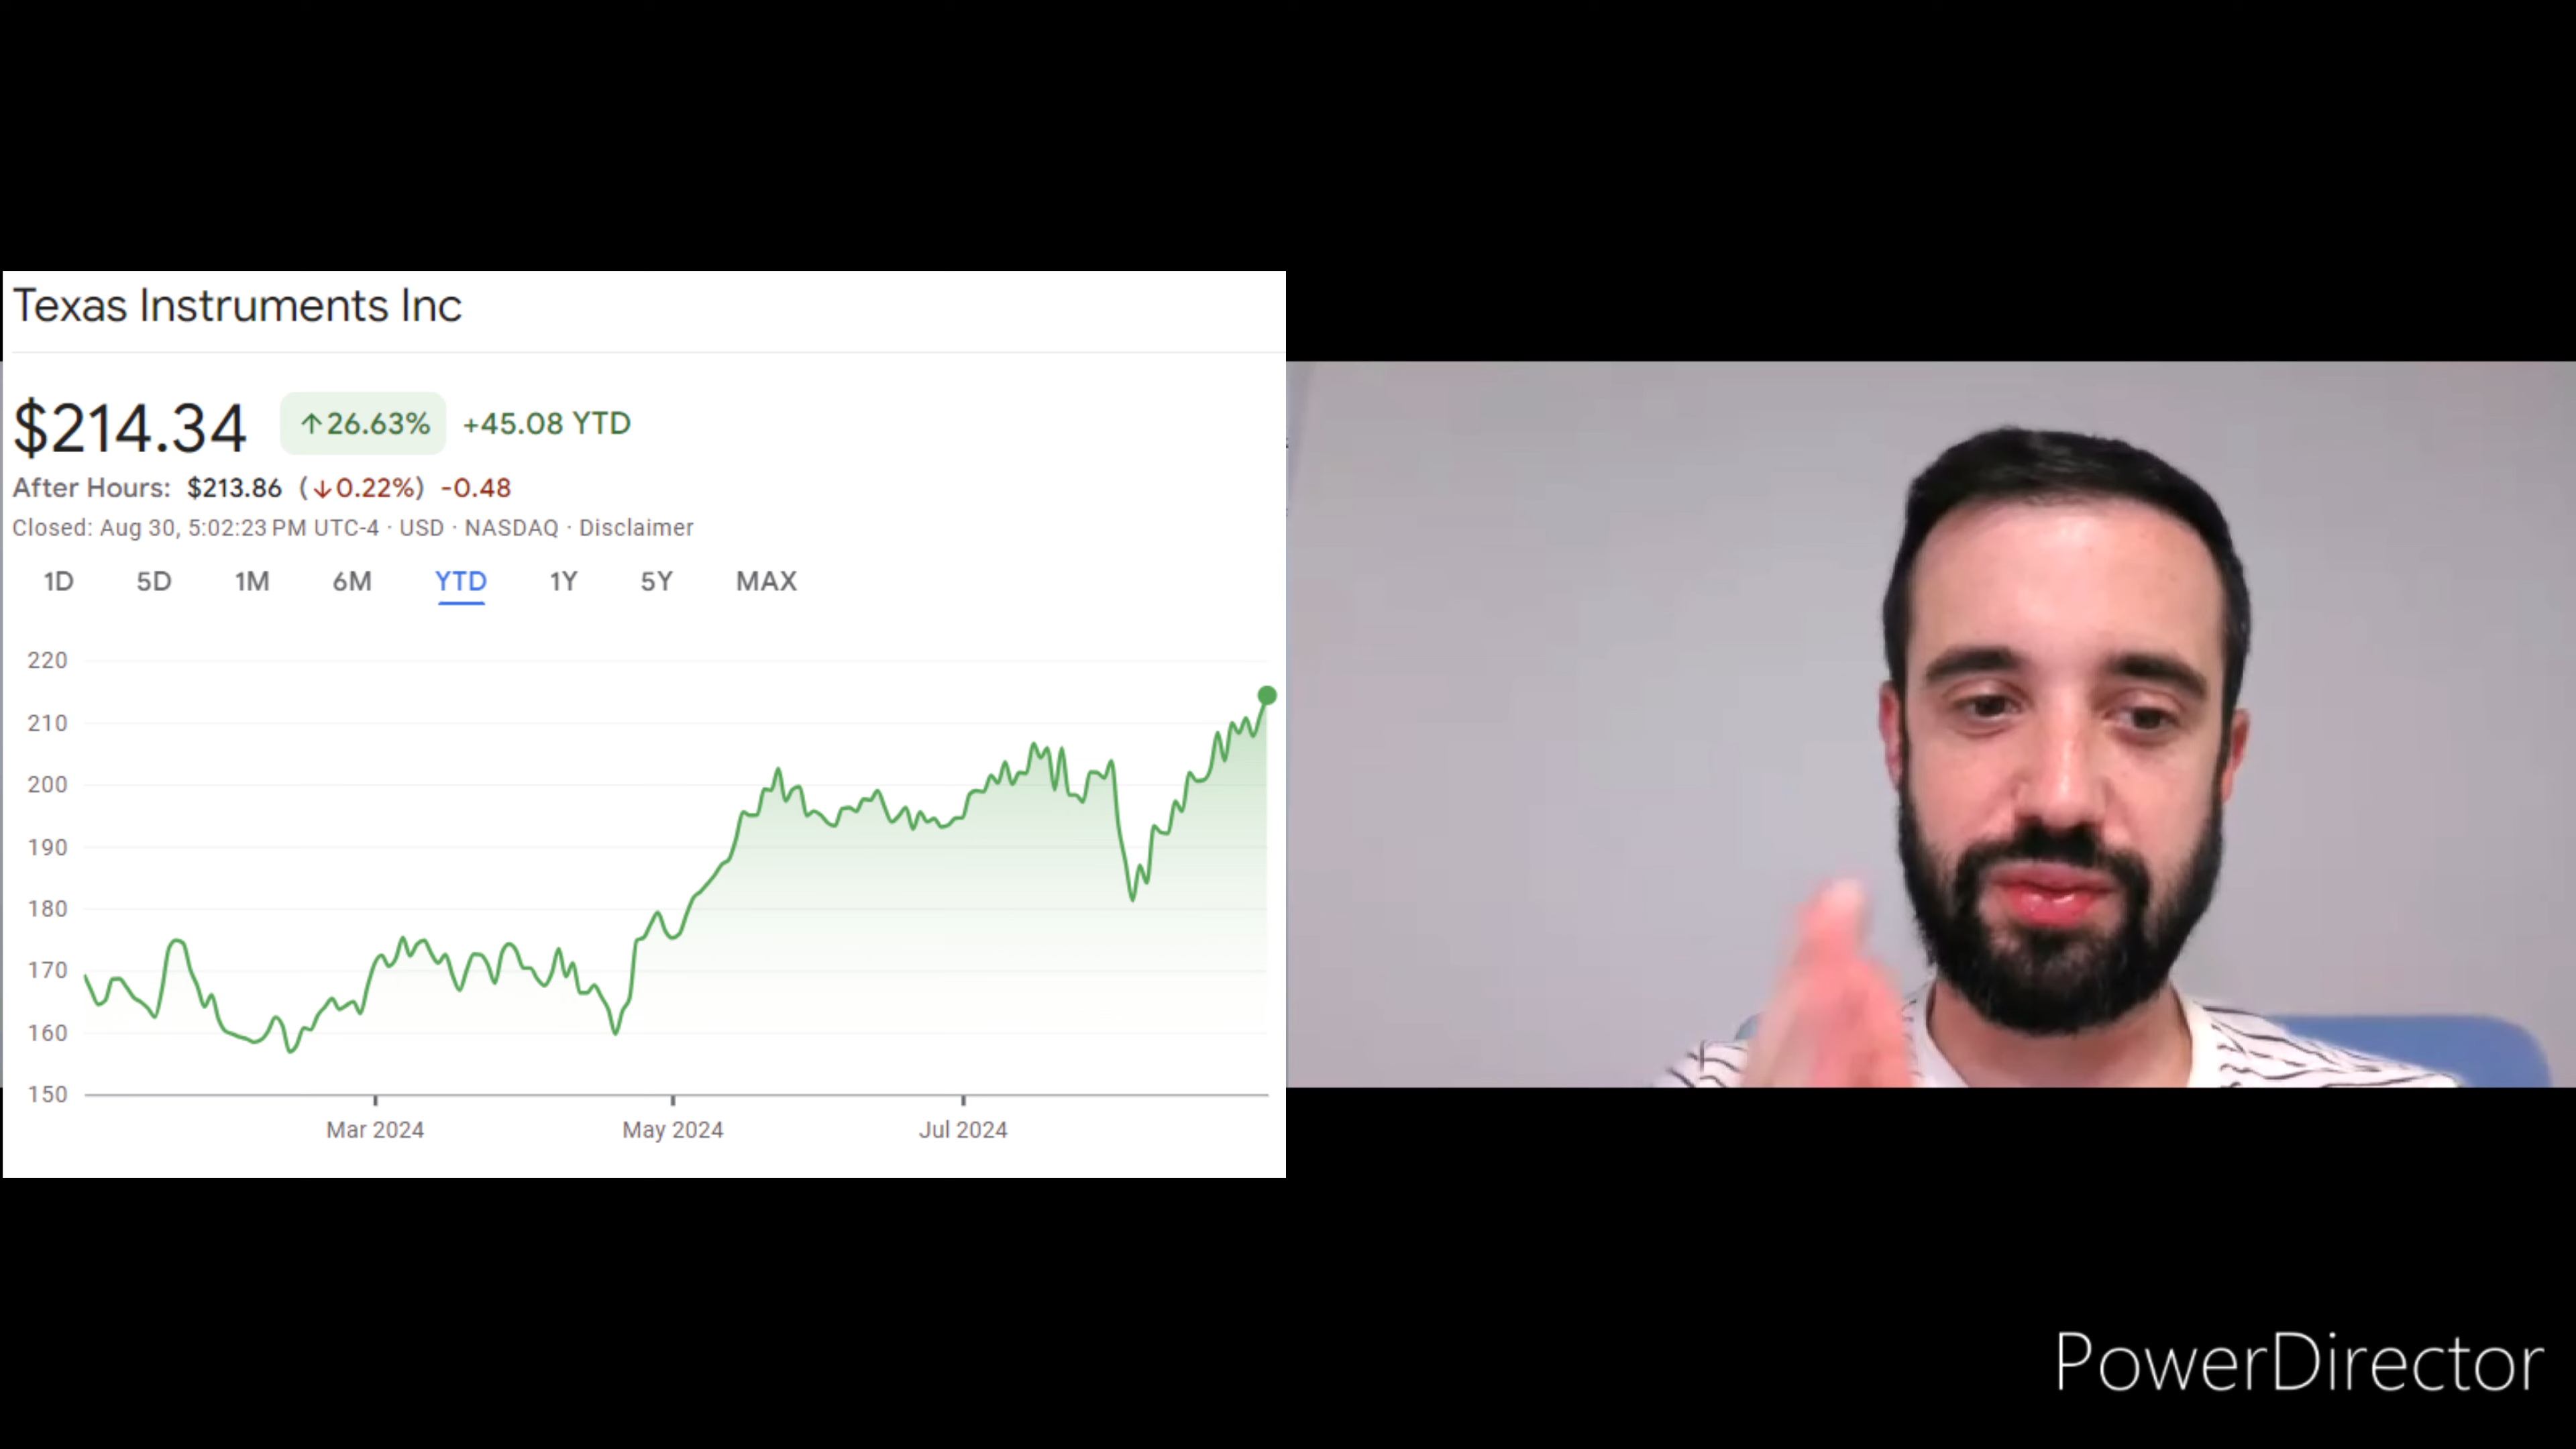 Texas Instruments Inc
$214.34 ↑26.63% +45.08 YTD
After Hours: $213.86 (↓0.22%) -0.48
Closed: Aug 30, 5:02:23 PM UTC-4 · USD · NASDAQ · Disclaimer
1D 5D 1M 6M YTD 1Y 5Y MAX
220
210
200
190
180
170
160
150
Mar 2024 May 2024 Jul 2024
PowerDirector